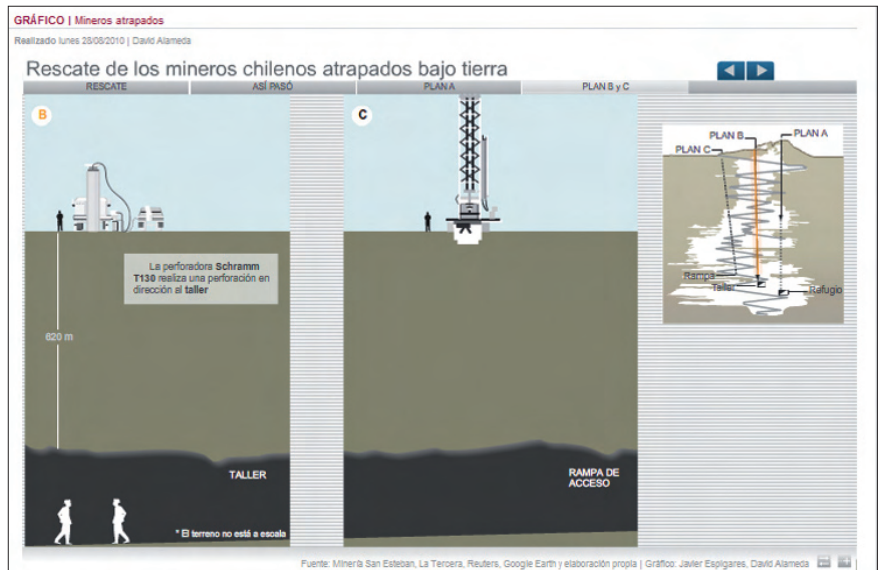 GRÁFICO | Mineros atrapados
Realizado lunes 28/08/2010 | David Alameda
Rescate de los mineros chilenos atrapados bajo tierra
RESCATE
ASÍ PASÓ
PLAN A
PLAN B y C
B
La perforadora Schramm
T130 realiza una perforación en
dirección al taller
620 m
TALLER
* El terreno no está a escala
C
RAMPA DE
ACCESO
PLAN B
PLAN A
PLAN C
Rampa
Taller
Refugio
Fuente: Minería San Esteban, La Tercera, Reuters, Google Earth y elaboración propia | Gráfico: Javier Espigares, David Alameda